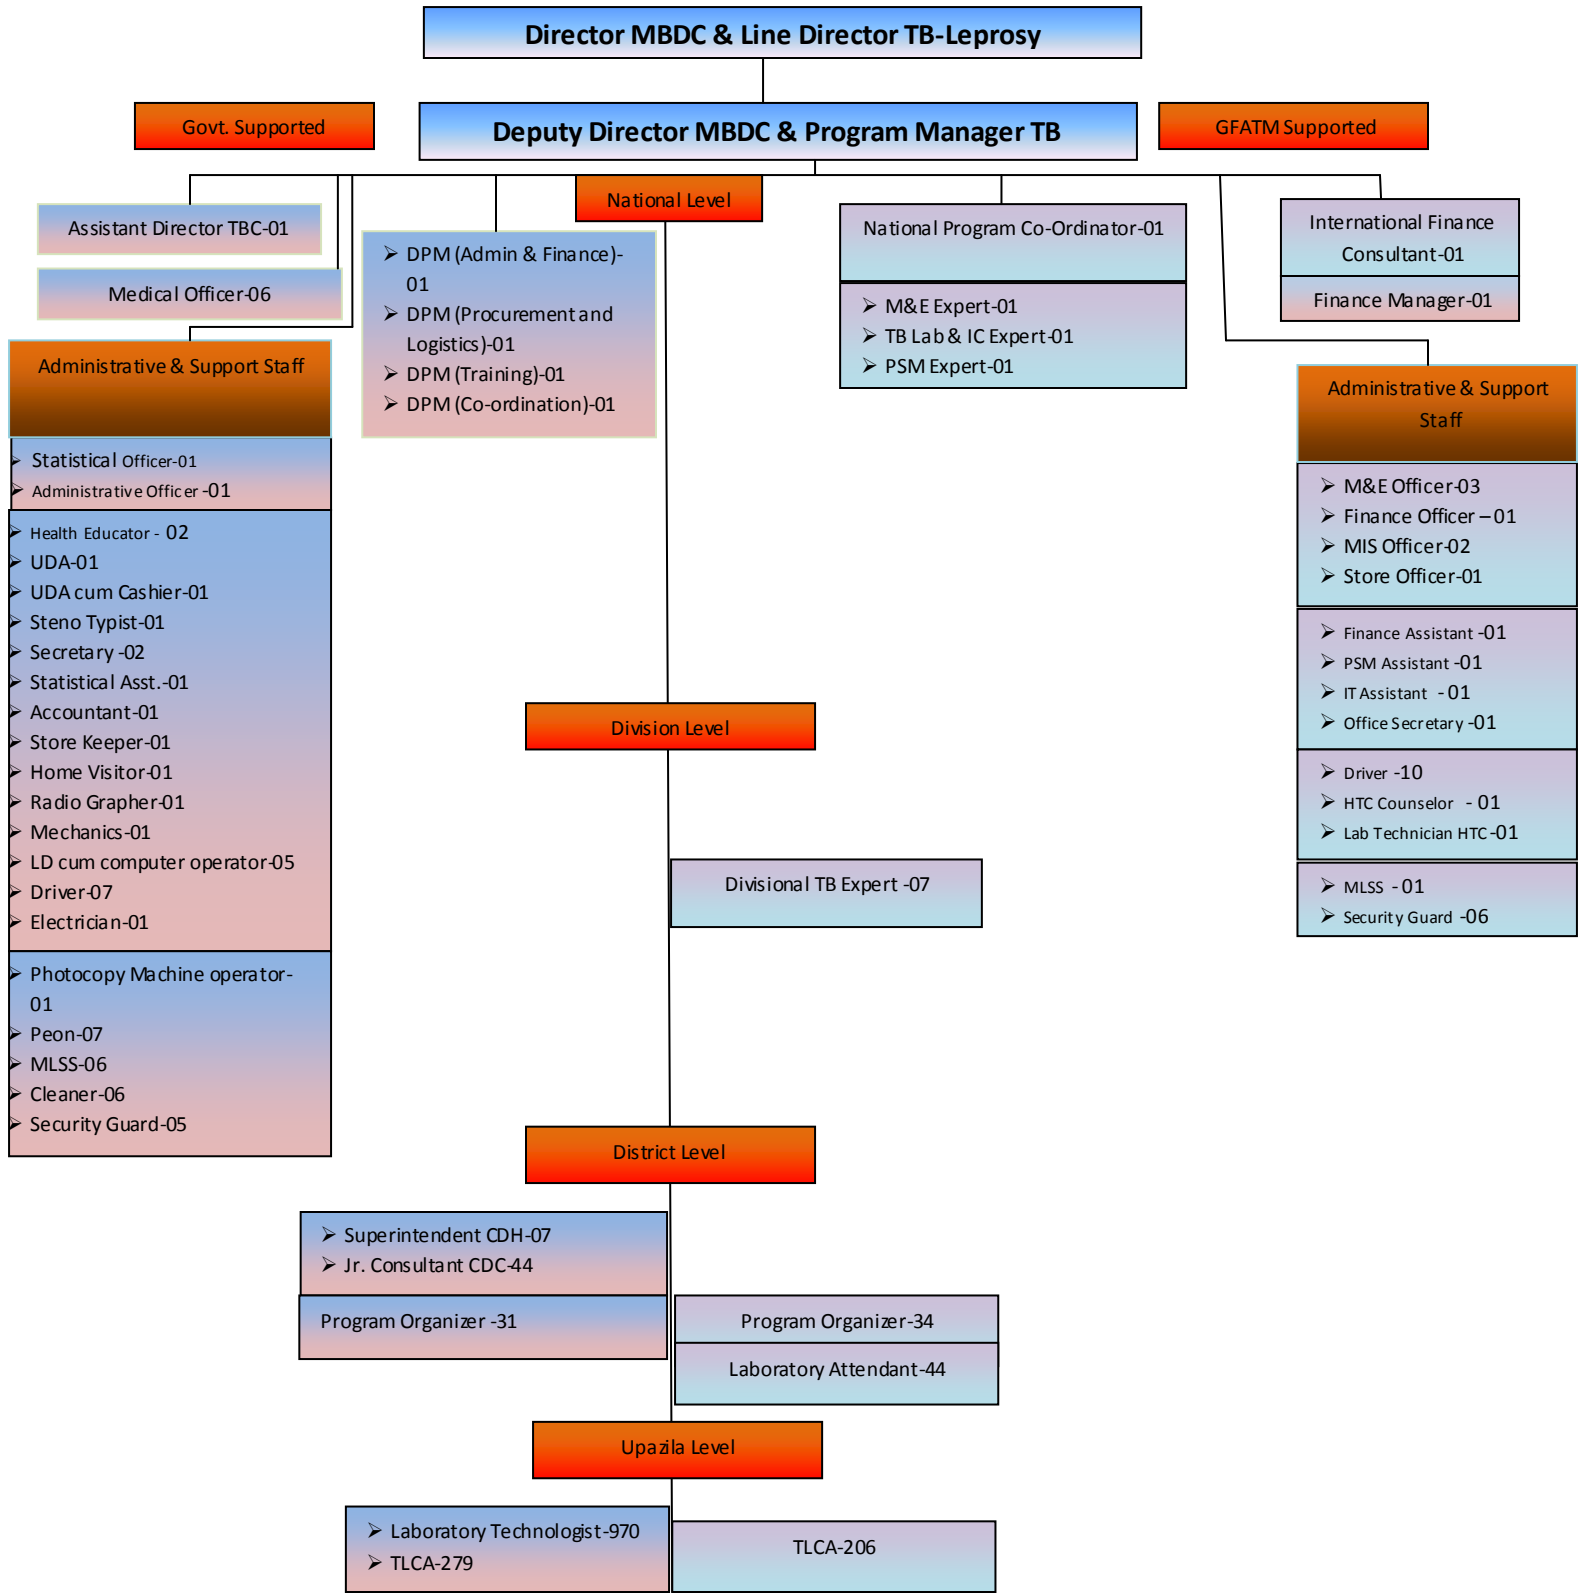 Director MBDC & Line Director TB-Leprosy
Govt. Supported
Deputy Director MBDC & Program Manager TB
GFATM Supported
National Level
Assistant Director TBC-01
Medical Officer-06
➢ DPM (Admin & Finance)-
01
➢ DPM (Procurement and
Logistics)-01
➢ DPM (Training)-01
➢ DPM (Co-ordination)-01
National Program Co-Ordinator-01
➢ M&E Expert-01
➢ TB Lab & IC Expert-01
➢ PSM Expert-01
International Finance
Consultant-01
Finance Manager-01
Administrative & Support Staff
➢ Statistical Officer-01
➢ Administrative Officer -01
➢ Health Educator - 02
➢ UDA-01
➢ UDA cum Cashier-01
➢ Steno Typist-01
➢ Secretary -02
➢ Statistical Asst.-01
➢ Accountant-01
➢ Store Keeper-01
➢ Home Visitor-01
➢ Radio Grapher-01
➢ Mechanics-01
➢ LD cum computer operator-05
➢ Driver-07
➢ Electrician-01
➢ Photocopy Machine operator-
01
➢ Peon-07
➢ MLSS-06
➢ Cleaner-06
➢ Security Guard-05
Administrative & Support
Staff
➢ M&E Officer-03
➢ Finance Officer –01
➢ MIS Officer-02
➢ Store Officer-01
➢ Finance Assistant -01
➢ PSM Assistant -01
➢ IT Assistant - 01
➢ Office Secretary -01
➢ Driver -10
➢ HTC Counselor - 01
➢ Lab Technician HTC-01
➢ MLSS - 01
➢ Security Guard -06
Division Level
Divisional TB Expert -07
District Level
➢ Superintendent CDH-07
➢ Jr. Consultant CDC-44
Program Organizer -31
Program Organizer-34
Laboratory Attendant-44
Upazila Level
➢ Laboratory Technologist-970
➢ TLCA-279
TLCA-206